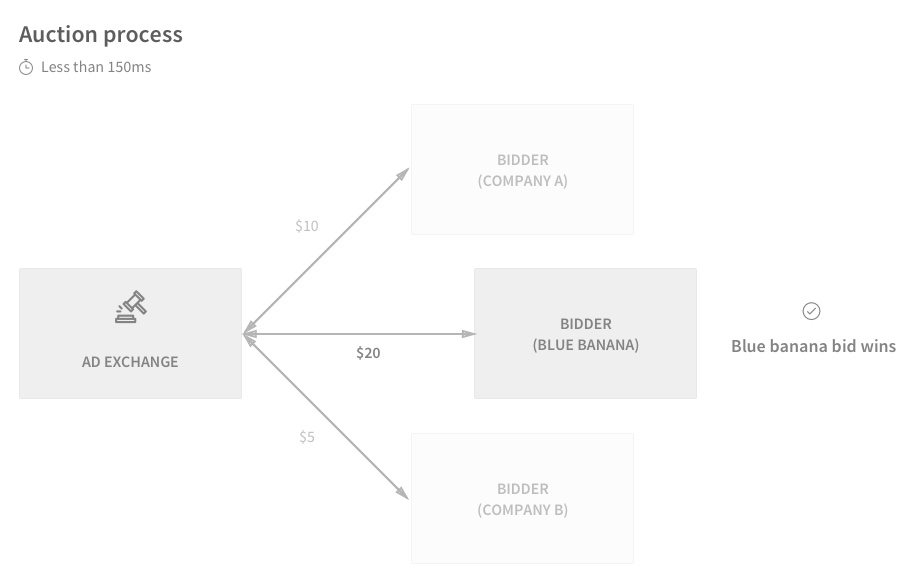 Auction process
Less than 150ms
BIDDER
(COMPANY A)
$10
AD EXCHANGE
$20
BIDDER
(BLUE BANANA)
Blue banana bid wins
$5
BIDDER
(COMPANY B)